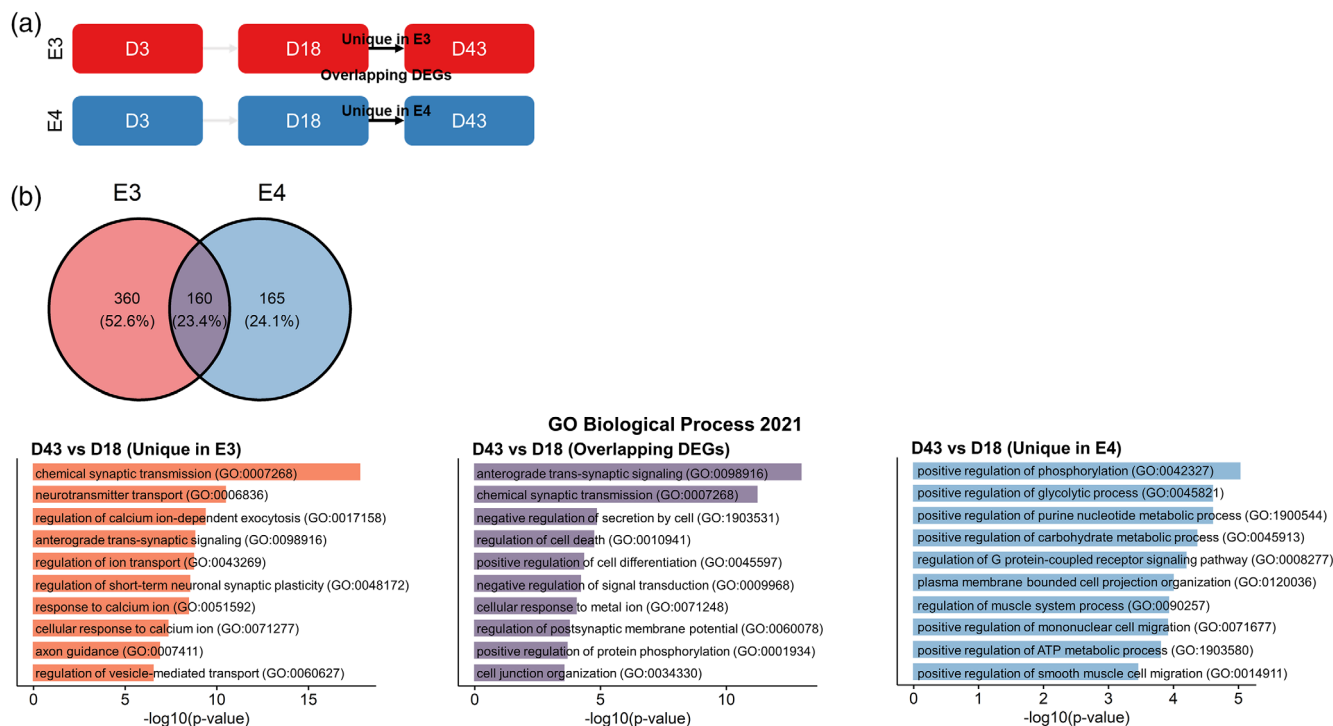 (a)
E3
D3
D18
Unique in E3
D43
Overlapping DEGs
E4
D3
D18
Unique in E4
D43
(b)
E3
E4
360
(52.6%)
160
(23.4%)
165
(24.1%)
GO Biological Process 2021
D43 vs D18 (Unique in E3)
chemical synaptic transmission (GO:0007268)
neurotransmitter transport (GO:0006836)
regulation of calcium ion-dependent exocytosis (GO:0017158)
anterograde trans-synaptic signaling (GO:0098916)
regulation of ion transport (GO:0043269)
regulation of short-term neuronal synaptic plasticity (GO:0048172)
response to calcium ion (GO:0051592)
cellular response to calcium ion (GO:0071277)
axon guidance (GO:0007411)
regulation of vesicle-mediated transport (GO:0060627)
0 5 10 15
-log10(p-value)
D43 vs D18 (Overlapping DEGs)
anterograde trans-synaptic signaling (GO:0098916)
chemical synaptic transmission (GO:0007268)
negative regulation of secretion by cell (GO:1903531)
regulation of cell death (GO:0010941)
positive regulation of cell differentiation (GO:0045597)
negative regulation of signal transduction (GO:0009968)
cellular response to metal ion (GO:0071248)
regulation of postsynaptic membrane potential (GO:0060078)
positive regulation of protein phosphorylation (GO:0001934)
cell junction organization (GO:0034330)
0 5 10
-log10(p-value)
D43 vs D18 (Unique in E4)
positive regulation of phosphorylation (GO:0042327)
positive regulation of glycolytic process (GO:0045821)
positive regulation of purine nucleotide metabolic process (GO:1900544)
positive regulation of carbohydrate metabolic process (GO:0045913)
regulation of G protein-coupled receptor signaling pathway (GO:0008277)
plasma membrane bounded cell projection organization (GO:0120036)
regulation of muscle system process (GO:0090257)
positive regulation of mononuclear cell migration (GO:0071677)
positive regulation of ATP metabolic process (GO:1903580)
positive regulation of smooth muscle cell migration (GO:0014911)
0 1 2 3 4 5
-log10(p-value)